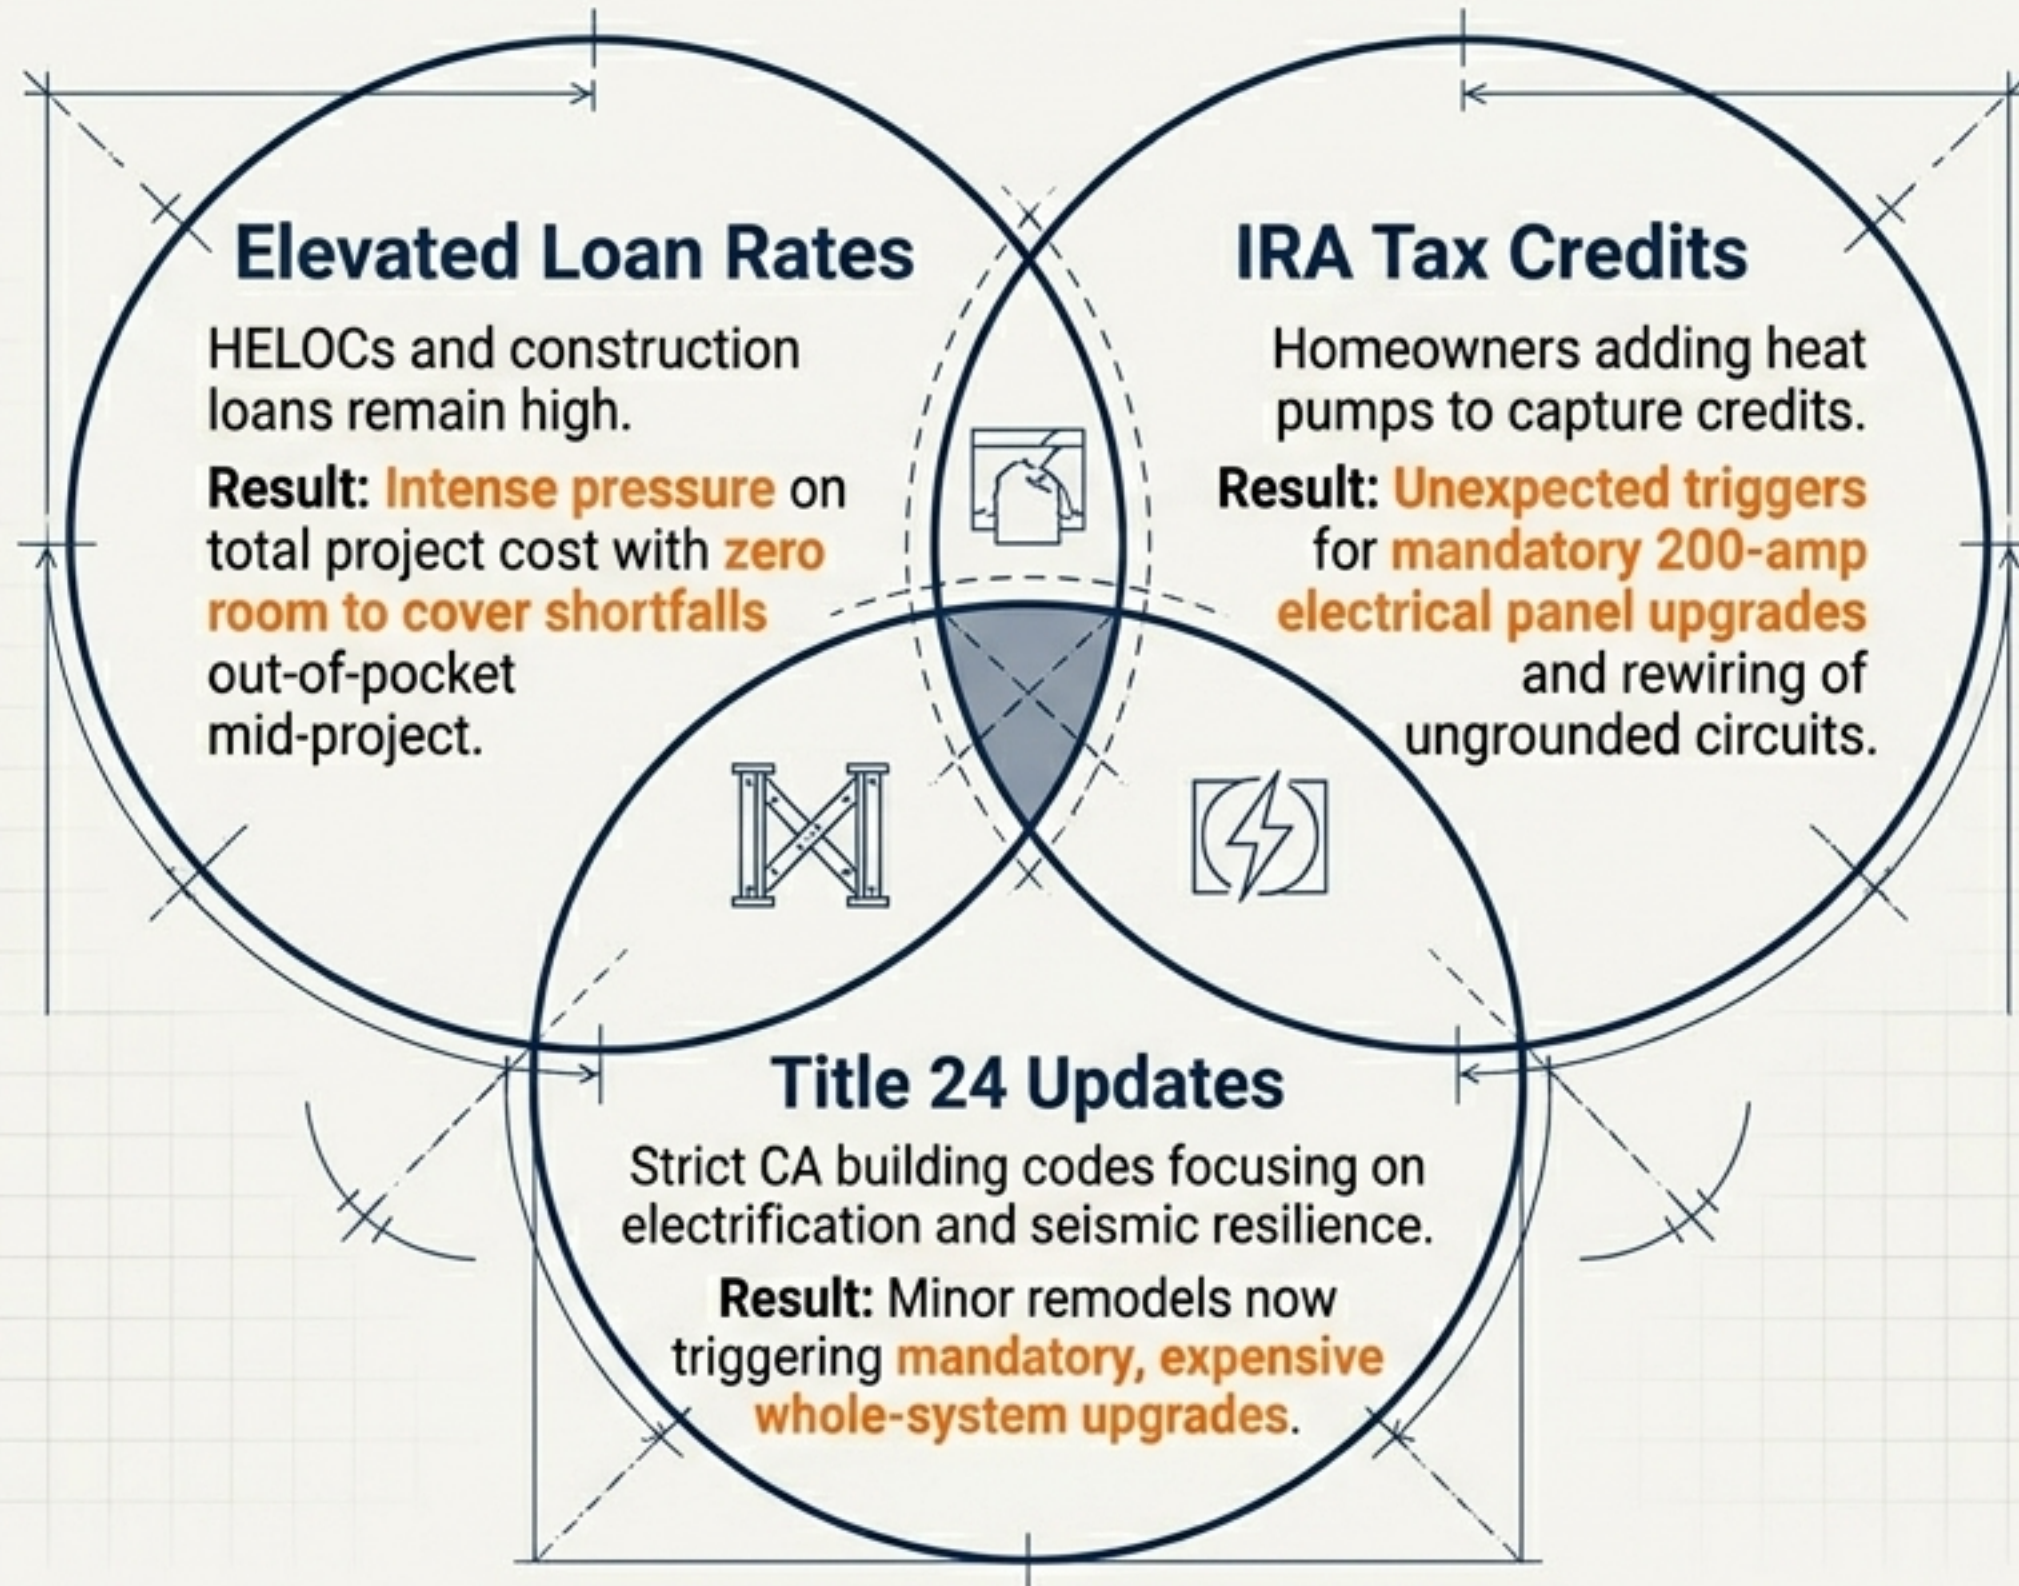 Elevated Loan Rates
HELOCs and construction
loans remain high.
Result: Intense pressure on
total project cost with zero
room to cover shortfalls
out-of-pocket
mid-project.
IRA Tax Credits
Homeowners adding heat
pumps to capture credits.
Result: Unexpected triggers
for mandatory 200-amp
electrical panel upgrades
and rewiring of
ungrounded circuits.
Title 24 Updates
Strict CA building codes focusing on
electrification and seismic resilience.
Result: Minor remodels now
triggering mandatory, expensive
whole-system upgrades.